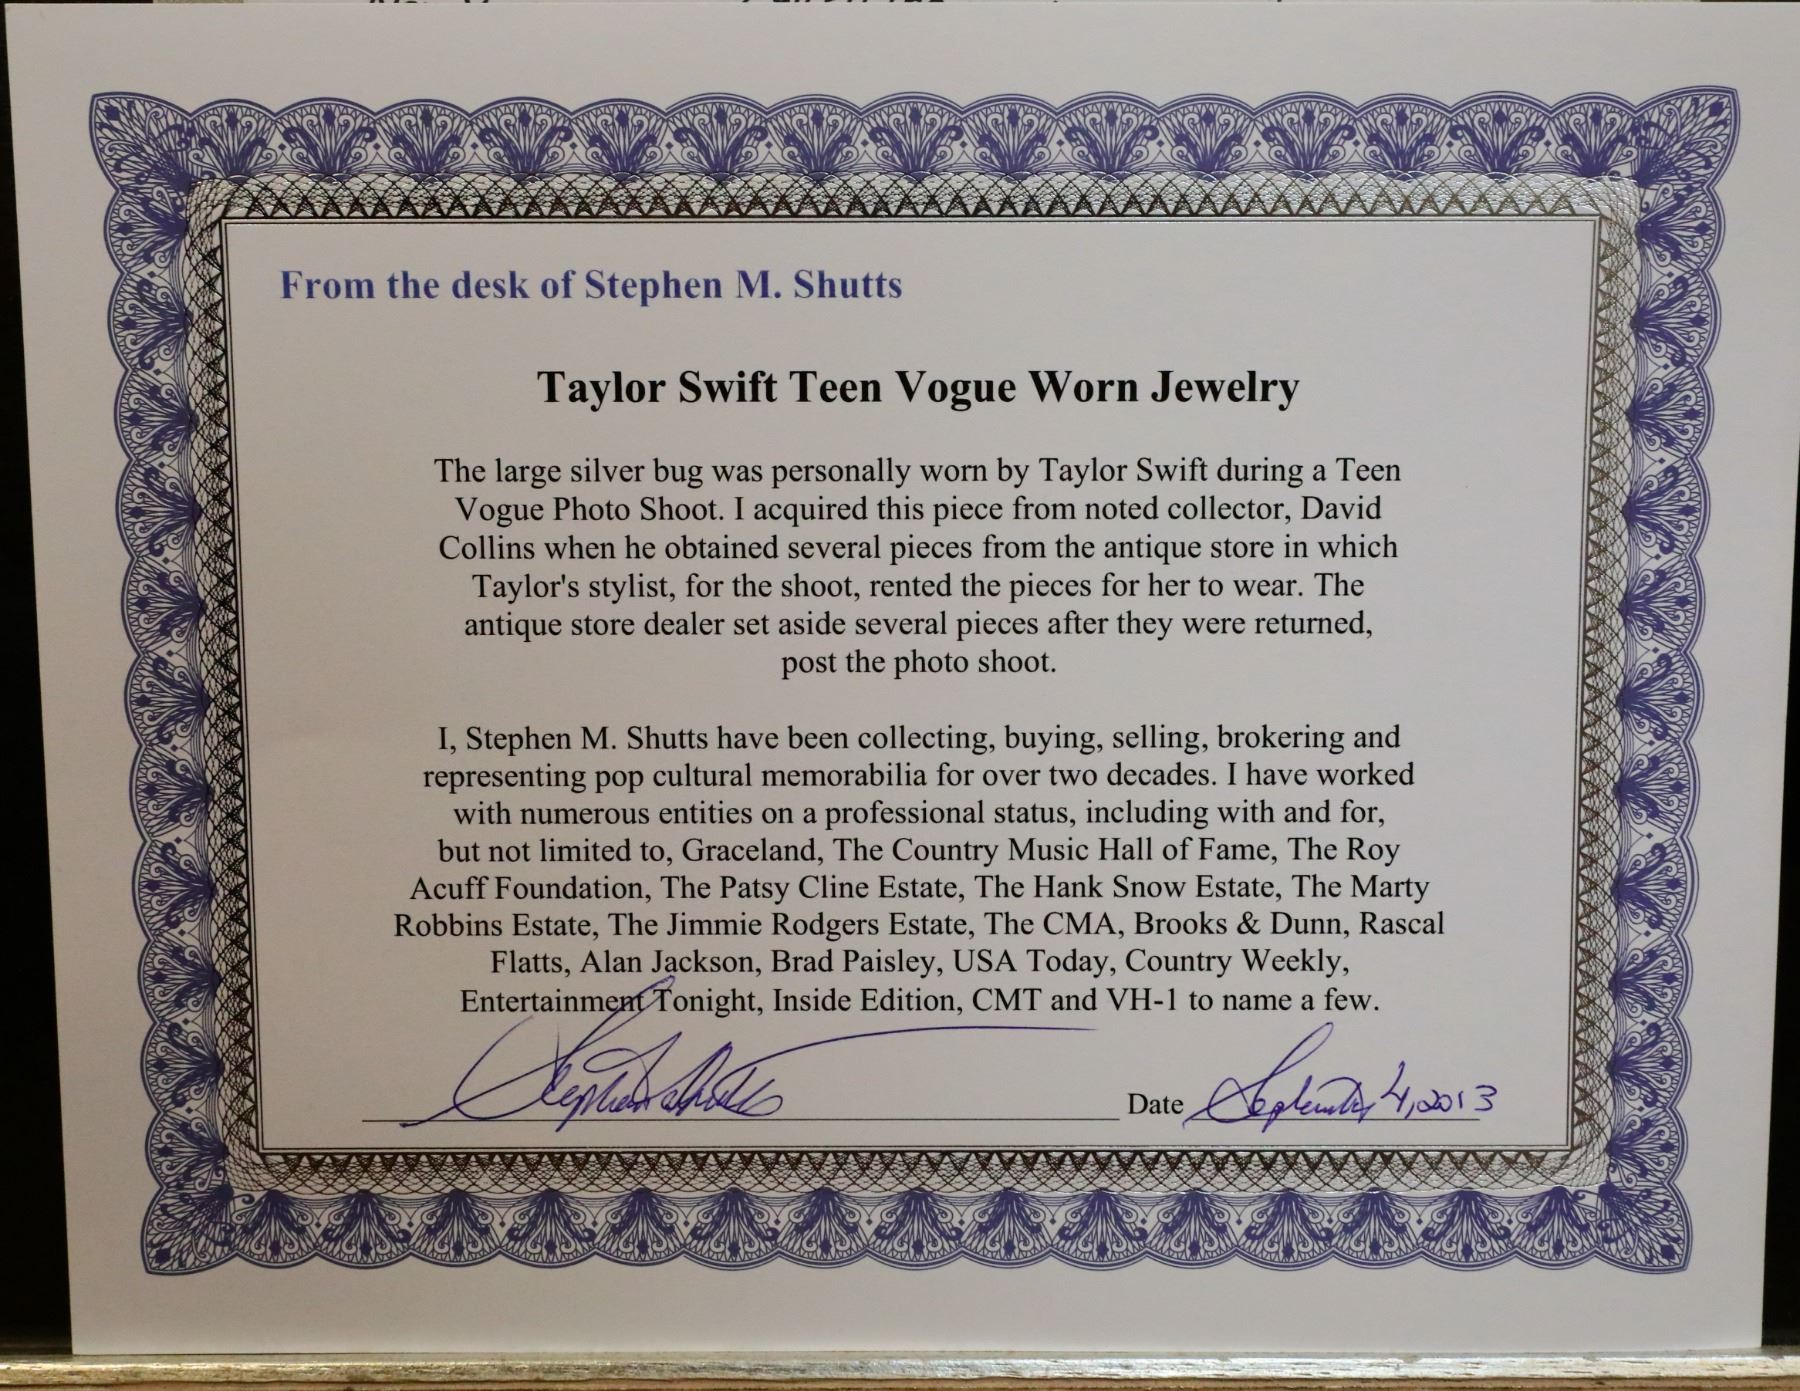 From the desk of Stephen M. Shutts
Taylor Swift Teen Vogue Worn Jewelry
The large silver bug was personally worn by Taylor Swift during a Teen
Vogue Photo Shoot. I acquired this piece from noted collector, David
Collins when he obtained several pieces from the antique store in which
Taylor's stylist, for the shoot, rented the pieces for her to wear. The
antique store dealer set aside several pieces after they were returned,
post the photo shoot.
I, Stephen M. Shutts have been collecting, buying, selling, brokering and
representing pop cultural memorabilia for over two decades. I have worked
with numerous entities on a professional status, including with and for,
but not limited to, Graceland, The Country Music Hall of Fame, The Roy
Acuff Foundation, The Patsy Cline Estate, The Hank Snow Estate, The Marty
Robbins Estate, The Jimmie Rodgers Estate, The CMA, Brooks & Dunn, Rascal
Flatts, Alan Jackson, Brad Paisley, USA Today, Country Weekly,
Entertainment Tonight, Inside Edition, CMT and VH-1 to name a few.
Stephen M. Shutts Date September 4, 2013